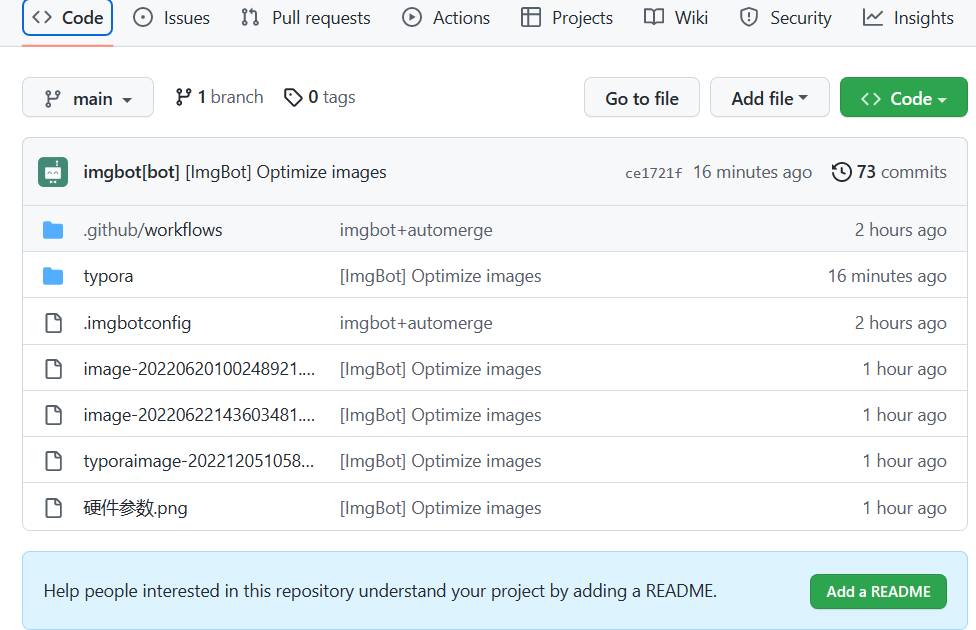 Code Issues Pull requests Actions Projects Wiki Security Insights
main 1 branch 0 tags Go to file Add file Code
imgbot[bot] [ImgBot] Optimize images ce1721f 16 minutes ago 73 commits
.github/workflows imgbot+automerge 2 hours ago
typora [ImgBot] Optimize images 16 minutes ago
.imgbotconfig imgbot+automerge 2 hours ago
image-20220620100248921.... [ImgBot] Optimize images 1 hour ago
image-20220622143603481.... [ImgBot] Optimize images 1 hour ago
typoraimage-202212051058... [ImgBot] Optimize images 1 hour ago
硬件参数.png [ImgBot] Optimize images 1 hour ago
Help people interested in this repository understand your project by adding a README. Add a README